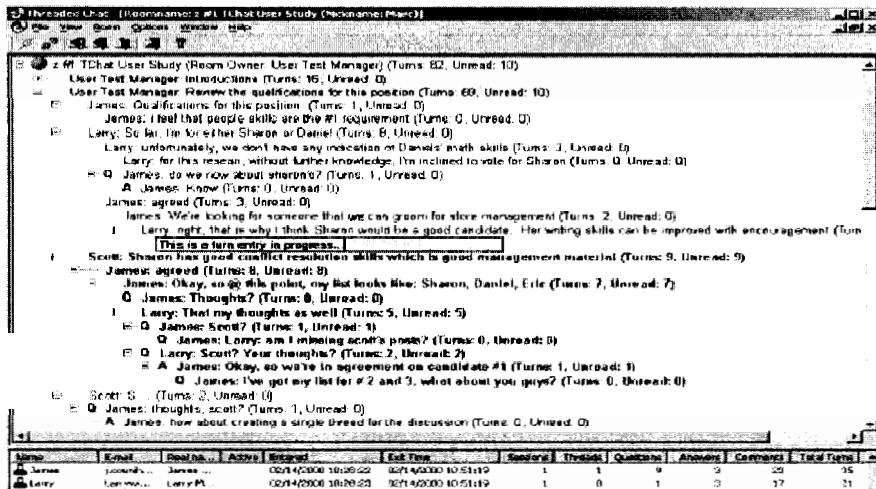 Threaded Chat - [Roomname: z #1 TChat User Study (Nickname: Marc)]
File View Room Options Window Help
z #1 TChat User Study (Room Owner: User Test Manager) (Turns: 82, Unread: 10)
User Test Manager: Introductions (Turns: 16, Unread: 0)
User Test Manager: Review the qualifications for this position (Turns: 60, Unread: 10)
James: Qualifications for this position. (Turns: 1, Unread: 0)
James: I feel that people skills are the #1 requirement (Turns: 0, Unread: 0)
Larry: So far, I'm for either Sharon or Daniel (Turns: 8, Unread: 0)
Larry: unfortunately, we don't have any indication of Daniels' math skills (Turns: 3, Unread: 0)
Larry: for this reason, without further knowledge, I'm inclined to vote for Sharon (Turns: 0, Unread: 0)
Q James: do we now about sharon's? (Turns: 1, Unread: 0)
A James: Know (Turns: 0, Unread: 0)
James: agreed (Turns: 3, Unread: 0)
James: We're looking for someone that we can groom for store management (Turns: 2, Unread: 0)
Larry: right, that is why I think Sharon would be a good candidate. Her writing skills can be improved with encouragement (Turn
This is a turn entry in progress..
Scott: Sharon has good conflict resolution skills which is good management material (Turns: 9, Unread: 9)
James: agreed (Turns: 8, Unread: 8)
James: Okay, so @ this point, my list looks like: Sharon, Daniel, Eric (Turns: 7, Unread: 7)
Q James: Thoughts? (Turns: 0, Unread: 0)
Larry: That my thoughts as well (Turns: 5, Unread: 5)
Q James: Scott? (Turns: 1, Unread: 1)
Q James: Larry: am I missing scott's posts? (Turns: 0, Unread: 0)
Q Larry: Scott? Your thoughts? (Turns: 2, Unread: 2)
A James: Okay, so we're in agreement on candidate #1 (Turns: 1, Unread: 1)
Q James: I've got my list for # 2 and 3, what about you guys? (Turns: 0, Unread: 0)
Scott: S... (Turns: 2, Unread: 0)
Q James: thoughts, scott? (Turns: 1, Unread: 0)
A James: how about creating a single thread for the discussion (Turns: 0, Unread: 0)
Name E-mail Real na... Active Entered Exit Time Sessions Threads Questions Answers Comments Total Turns
James James ... 02/14/2000 10:28:22 02/14/2000 10:51:19 1 1 9 3 23 35
Larry Larry M... 02/14/2000 10:28:23 02/14/2000 10:51:19 1 0 1 3 17 21